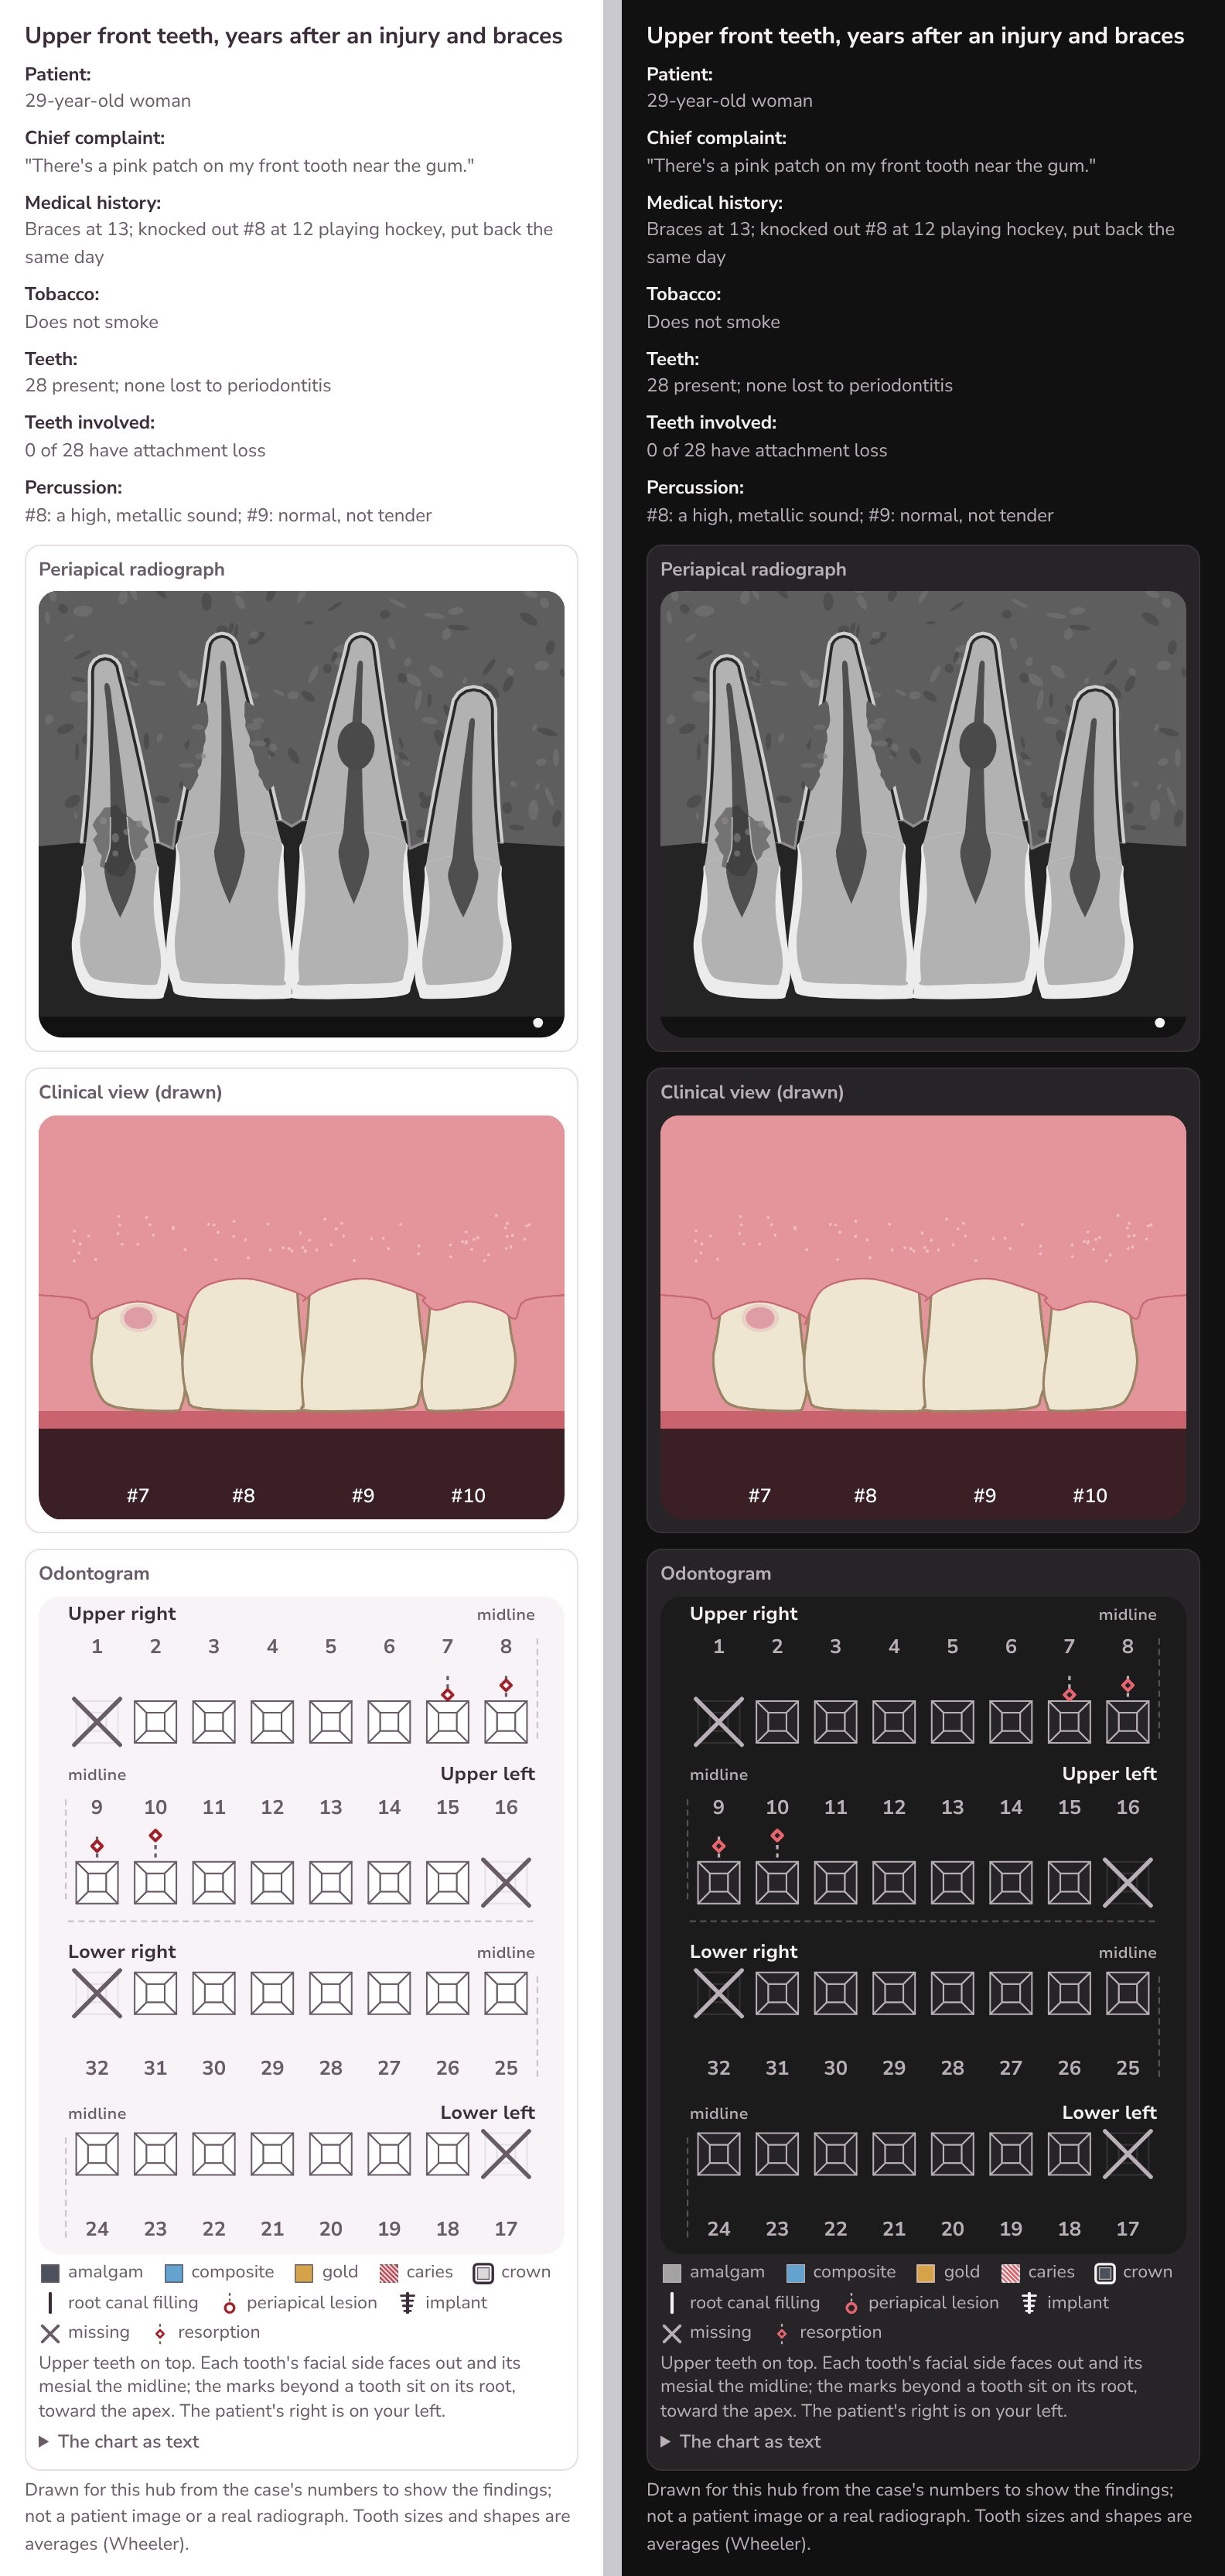 Upper front teeth, years after an injury and braces
Patient:
29-year-old woman
Chief complaint:
"There's a pink patch on my front tooth near the gum."
Medical history:
Braces at 13; knocked out #8 at 12 playing hockey, put back the
same day
Tobacco:
Does not smoke
Teeth:
28 present; none lost to periodontitis
Teeth involved:
0 of 28 have attachment loss
Percussion:
#8: a high, metallic sound; #9: normal, not tender
Periapical radiograph
Clinical view (drawn)
#7 #8 #9 #10
Odontogram
Upper right midline
1 2 3 4 5 6 7 8
midline Upper left
9 10 11 12 13 14 15 16
Lower right midline
32 31 30 29 28 27 26 25
midline Lower left
24 23 22 21 20 19 18 17
amalgam composite gold caries crown
root canal filling periapical lesion implant
missing resorption
Upper teeth on top. Each tooth's facial side faces out and its
mesial the midline; the marks beyond a tooth sit on its root,
toward the apex. The patient's right is on your left.
The chart as text
Drawn for this hub from the case's numbers to show the findings;
not a patient image or a real radiograph. Tooth sizes and shapes are
averages (Wheeler).
Upper front teeth, years after an injury and braces
Patient:
29-year-old woman
Chief complaint:
"There's a pink patch on my front tooth near the gum."
Medical history:
Braces at 13; knocked out #8 at 12 playing hockey, put back the
same day
Tobacco:
Does not smoke
Teeth:
28 present; none lost to periodontitis
Teeth involved:
0 of 28 have attachment loss
Percussion:
#8: a high, metallic sound; #9: normal, not tender
Periapical radiograph
Clinical view (drawn)
#7 #8 #9 #10
Odontogram
Upper right midline
1 2 3 4 5 6 7 8
midline Upper left
9 10 11 12 13 14 15 16
Lower right midline
32 31 30 29 28 27 26 25
midline Lower left
24 23 22 21 20 19 18 17
amalgam composite gold caries crown
root canal filling periapical lesion implant
missing resorption
Upper teeth on top. Each tooth's facial side faces out and its
mesial the midline; the marks beyond a tooth sit on its root,
toward the apex. The patient's right is on your left.
The chart as text
Drawn for this hub from the case's numbers to show the findings;
not a patient image or a real radiograph. Tooth sizes and shapes are
averages (Wheeler).